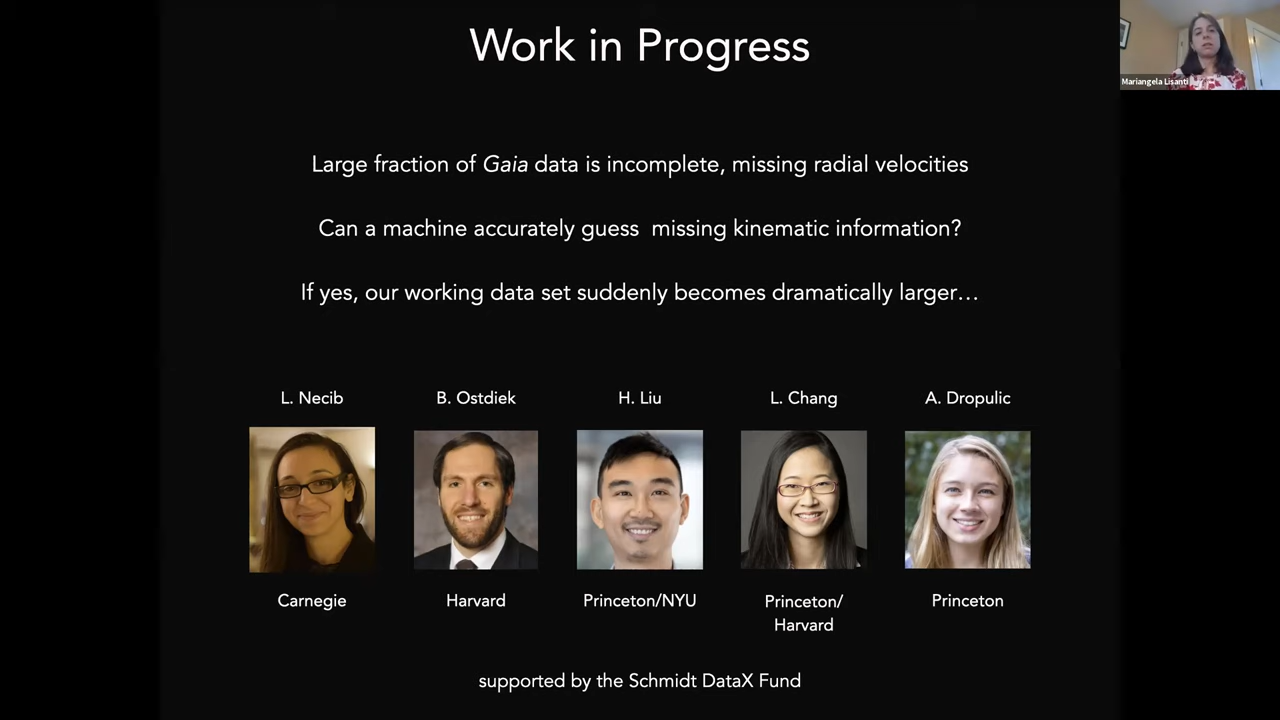 Work in Progress
Mariangela Lisanti
Large fraction of Gaia data is incomplete, missing radial velocities
Can a machine accurately guess  missing kinematic information?
If yes, our working data set suddenly becomes dramatically larger…
L. Necib
B. Ostdiek
H. Liu
L. Chang
A. Dropulic
Carnegie
Harvard
Princeton/NYU
Princeton/
Harvard
Princeton
supported by the Schmidt DataX Fund